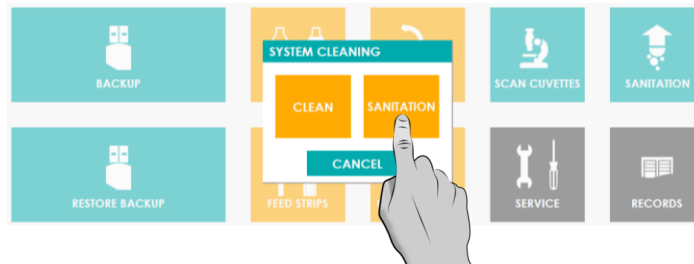 SYSTEM CLEANING
BACKUP
CLEAN
SANITATION
SCAN CUVETTES
SANITATION
CANCEL
RESTORE BACKUP
FEED STRIPS
SERVICE
RECORDS